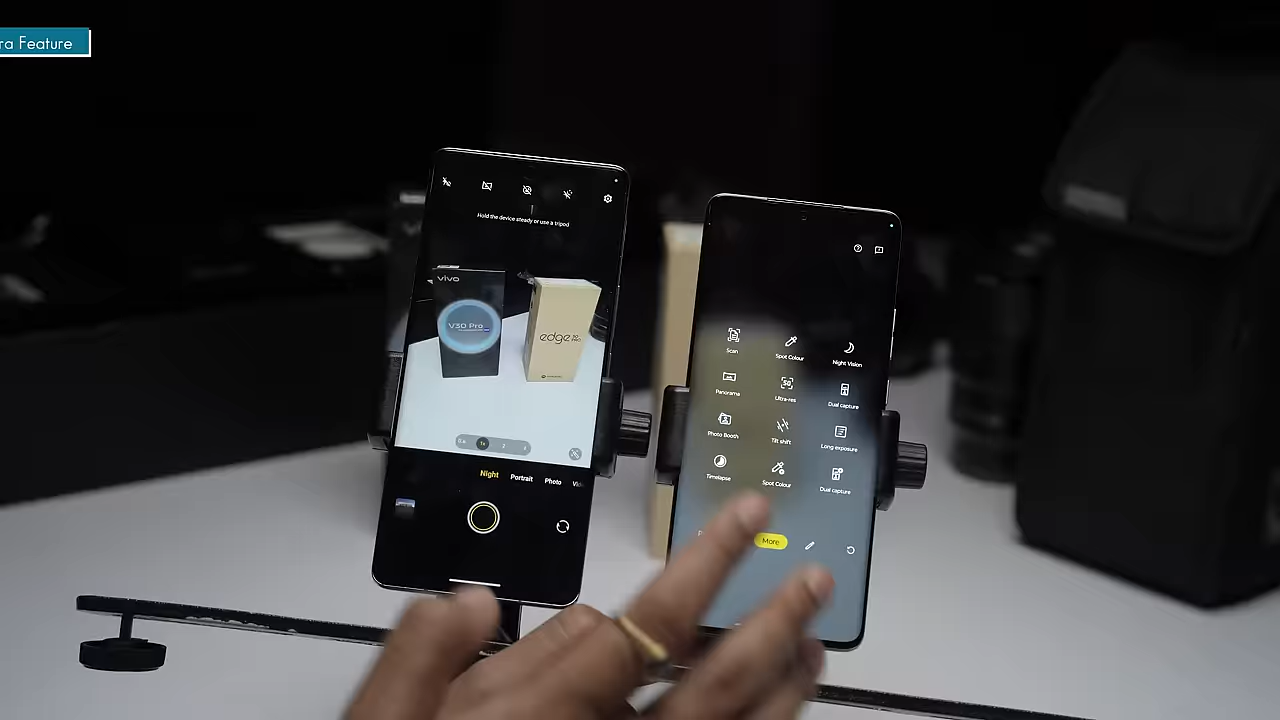 ra Feature
Hold the device steady or use a tripod
vivo
V30 Pro
edge
1x
2
Night
Portrait
Photo
Scan
Spot Colour
Night Vision
Panorama
Ultra-res
Dual capture
Photo Booth
Tilt shift
Long exposure
Timelapse
Spot Colour
Dual capture
More